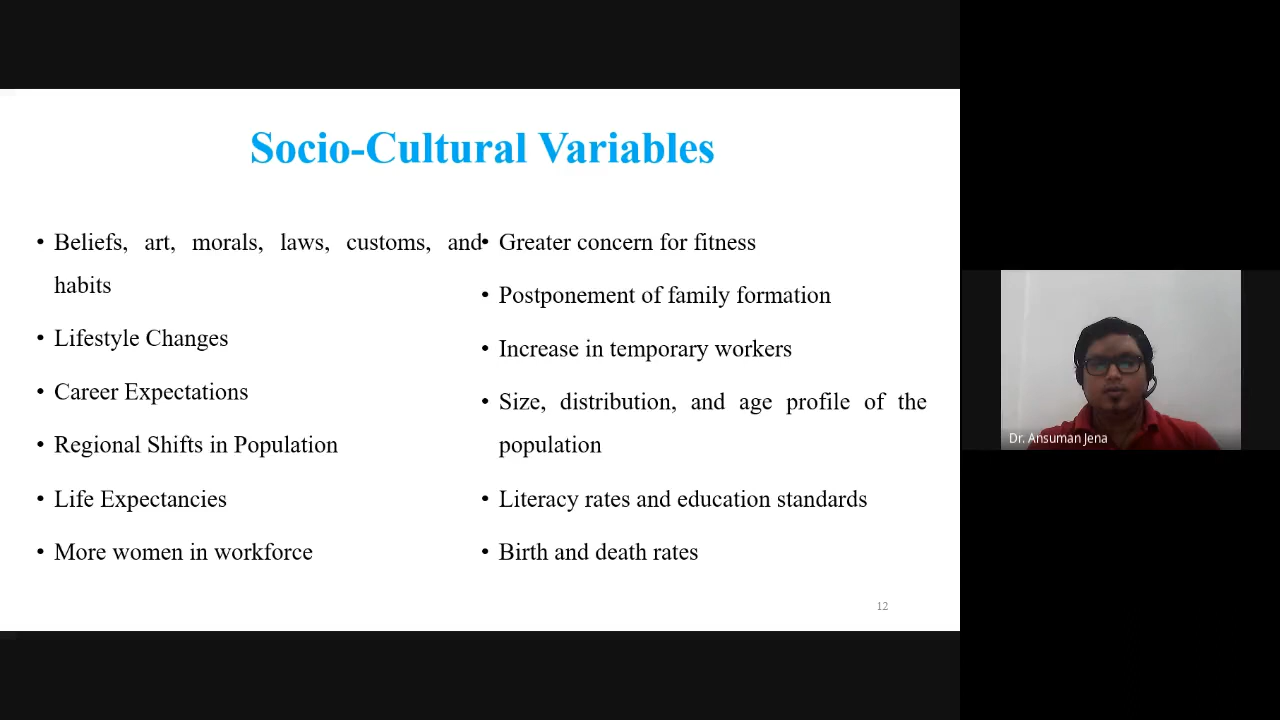 Socio-Cultural Variables
• Beliefs, art, morals, laws, customs, and
habits
• Lifestyle Changes
• Career Expectations
• Regional Shifts in Population
• Life Expectancies
• More women in workforce
• Greater concern for fitness
• Postponement of family formation
• Increase in temporary workers
• Size, distribution, and age profile of the
population
• Literacy rates and education standards
• Birth and death rates
12
Dr. Ansuman Jena